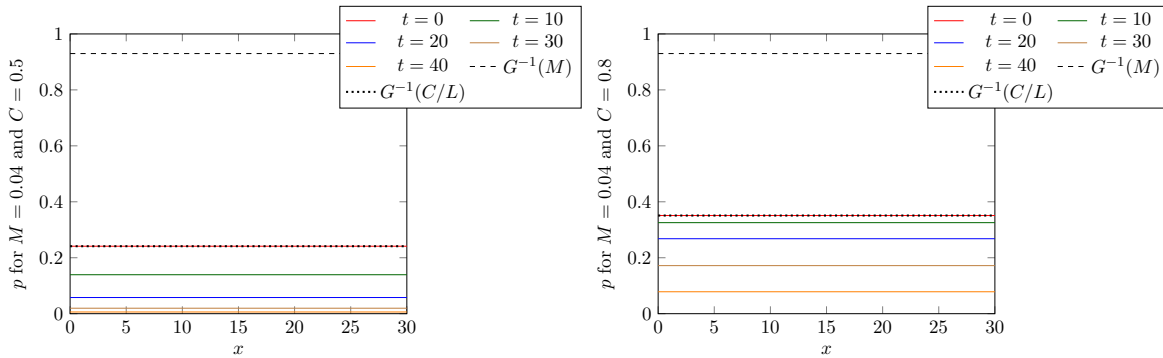 t = 0 t = 10
t = 20 t = 30
t = 40 G⁻¹(M)
G⁻¹(C/L)
p for M = 0.04 and C = 0.5
1
0.8
0.6
0.4
0.2
0
0 5 10 15 20 25 30
x
t = 0 t = 10
t = 20 t = 30
t = 40 G⁻¹(M)
G⁻¹(C/L)
p for M = 0.04 and C = 0.8
1
0.8
0.6
0.4
0.2
0
0 5 10 15 20 25 30
x